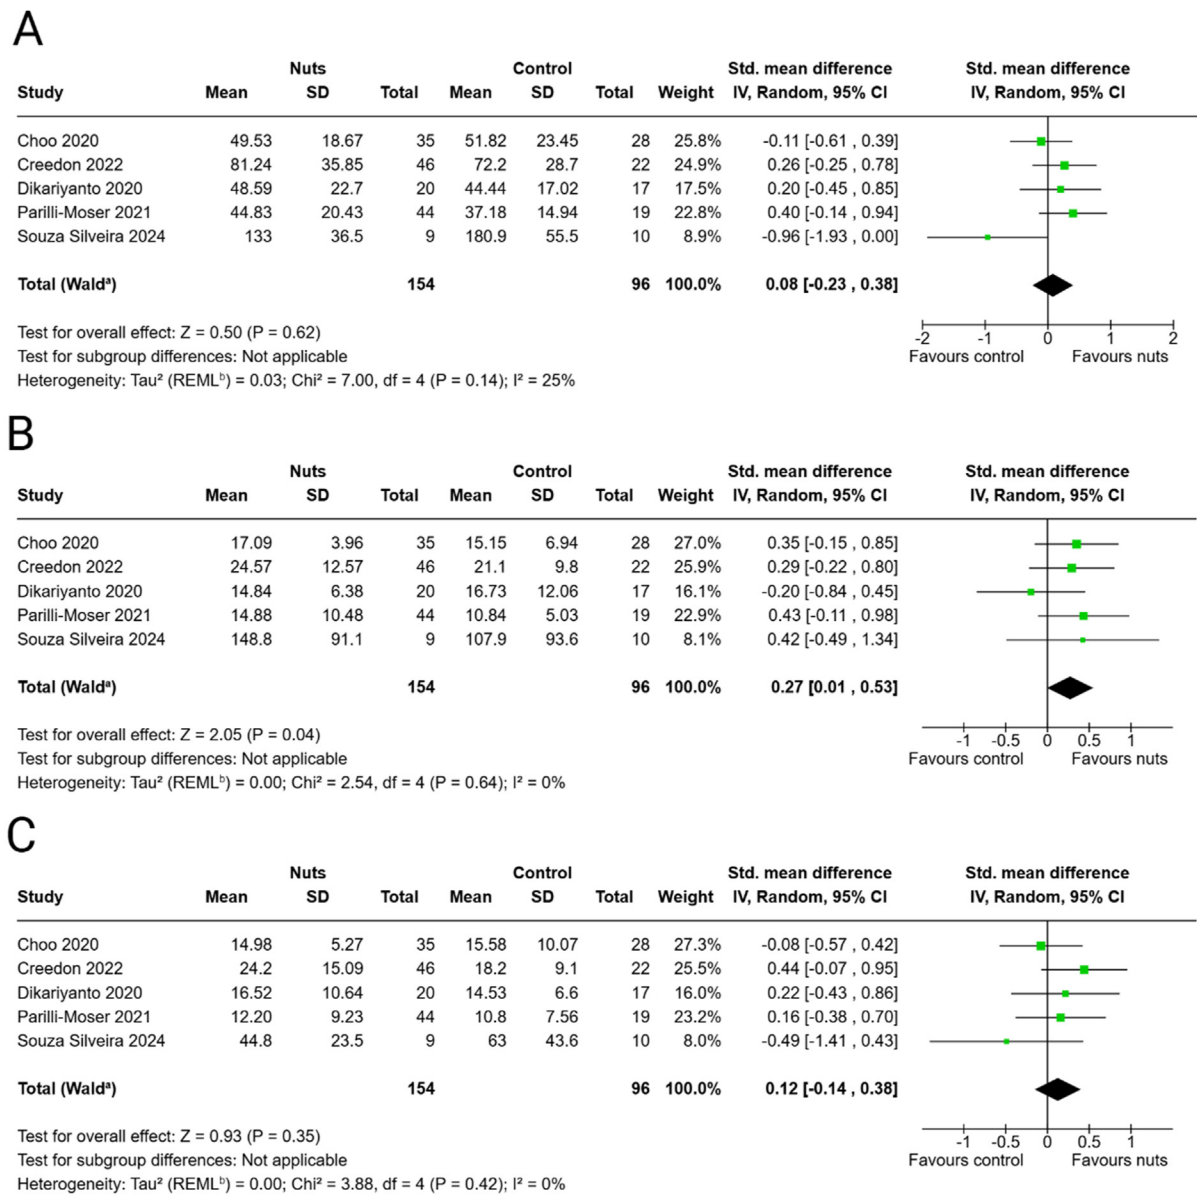 A
Nuts Control Std. mean difference Std. mean difference
Study Mean SD Total Mean SD Total Weight IV, Random, 95% CI IV, Random, 95% CI
Choo 2020 49.53 18.67 35 51.82 23.45 28 25.8% -0.11 [-0.61 , 0.39]
Creedon 2022 81.24 35.85 46 72.2 28.7 22 24.9% 0.26 [-0.25 , 0.78]
Dikariyanto 2020 48.59 22.7 20 44.44 17.02 17 17.5% 0.20 [-0.45 , 0.85]
Parilli-Moser 2021 44.83 20.43 44 37.18 14.94 19 22.8% 0.40 [-0.14 , 0.94]
Souza Silveira 2024 133 36.5 9 180.9 55.5 10 8.9% -0.96 [-1.93 , 0.00]
Total (Waldᵃ) 154 96 100.0% 0.08 [-0.23 , 0.38]
Test for overall effect: Z = 0.50 (P = 0.62)
Test for subgroup differences: Not applicable
Heterogeneity: Tau² (REMLᵇ) = 0.03; Chi² = 7.00, df = 4 (P = 0.14); I² = 25%
-2 -1 0 1 2
Favours control Favours nuts
B
Nuts Control Std. mean difference Std. mean difference
Study Mean SD Total Mean SD Total Weight IV, Random, 95% CI IV, Random, 95% CI
Choo 2020 17.09 3.96 35 15.15 6.94 28 27.0% 0.35 [-0.15 , 0.85]
Creedon 2022 24.57 12.57 46 21.1 9.8 22 25.9% 0.29 [-0.22 , 0.80]
Dikariyanto 2020 14.84 6.38 20 16.73 12.06 17 16.1% -0.20 [-0.84 , 0.45]
Parilli-Moser 2021 14.88 10.48 44 10.84 5.03 19 22.9% 0.43 [-0.11 , 0.98]
Souza Silveira 2024 148.8 91.1 9 107.9 93.6 10 8.1% 0.42 [-0.49 , 1.34]
Total (Waldᵃ) 154 96 100.0% 0.27 [0.01 , 0.53]
Test for overall effect: Z = 2.05 (P = 0.04)
Test for subgroup differences: Not applicable
Heterogeneity: Tau² (REMLᵇ) = 0.00; Chi² = 2.54, df = 4 (P = 0.64); I² = 0%
-1 -0.5 0 0.5 1
Favours control Favours nuts
C
Nuts Control Std. mean difference Std. mean difference
Study Mean SD Total Mean SD Total Weight IV, Random, 95% CI IV, Random, 95% CI
Choo 2020 14.98 5.27 35 15.58 10.07 28 27.3% -0.08 [-0.57 , 0.42]
Creedon 2022 24.2 15.09 46 18.2 9.1 22 25.5% 0.44 [-0.07 , 0.95]
Dikariyanto 2020 16.52 10.64 20 14.53 6.6 17 16.0% 0.22 [-0.43 , 0.86]
Parilli-Moser 2021 12.20 9.23 44 10.8 7.56 19 23.2% 0.16 [-0.38 , 0.70]
Souza Silveira 2024 44.8 23.5 9 63 43.6 10 8.0% -0.49 [-1.41 , 0.43]
Total (Waldᵃ) 154 96 100.0% 0.12 [-0.14 , 0.38]
Test for overall effect: Z = 0.93 (P = 0.35)
Test for subgroup differences: Not applicable
Heterogeneity: Tau² (REMLᵇ) = 0.00; Chi² = 3.88, df = 4 (P = 0.42); I² = 0%
-1 -0.5 0 0.5 1
Favours control Favours nuts